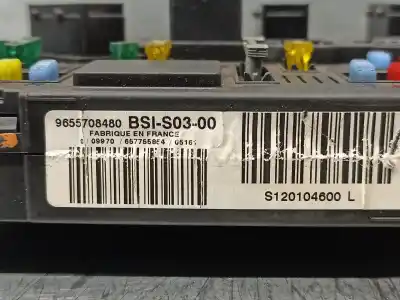 9655708480 BSI-S03-00
FABRIQUE EN FRANCE
S120104600 L